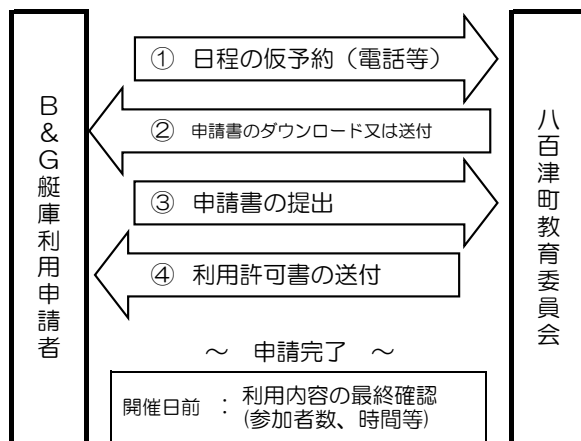 B&G艇庫利用申請者
① 日程の仮予約（電話等）
② 申請書のダウンロード又は送付
③ 申請書の提出
④ 利用許可書の送付
八百津町教育委員会
～ 申請完了 ～
開催日前 ： 利用内容の最終確認
(参加者数、時間等)